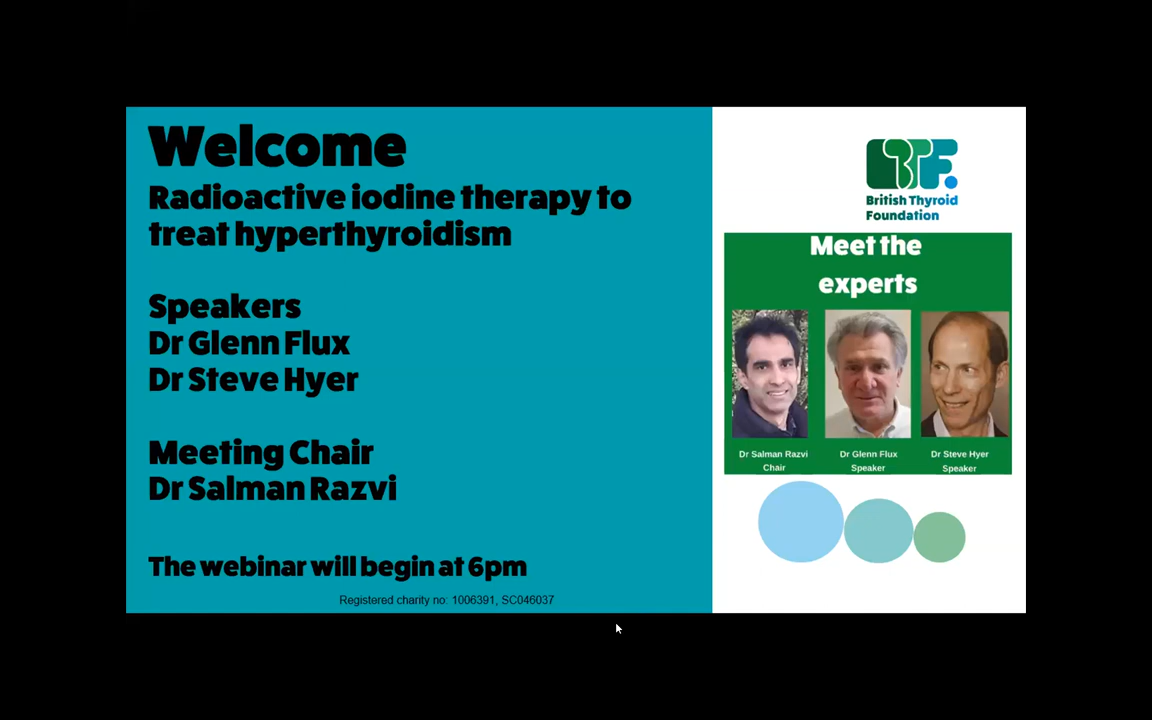 Welcome
Radioactive iodine therapy to
treat hyperthyroidism
Speakers
Dr Glenn Flux
Dr Steve Hyer
Meeting Chair
Dr Salman Razvi
The webinar will begin at 6pm
Registered charity no: 1006391, SC046037
BTF.
British Thyroid
Foundation
Meet the
experts
Dr Salman Razvi
Chair
Dr Glenn Flux
Speaker
Dr Steve Hyer
Speaker